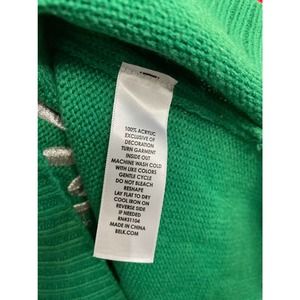 100% ACRYLIC
EXCLUSIVE OF
DECORATION
TURN GARMENT
INSIDE OUT
MACHINE WASH COLD
WITH LIKE COLORS
GENTLE CYCLE
DO NOT BLEACH
RESHAPE
LAY FLAT TO DRY
COOL IRON ON
REVERSE SIDE
IF NEEDED
RN#31104
MADE IN CHINA
BELK.COM